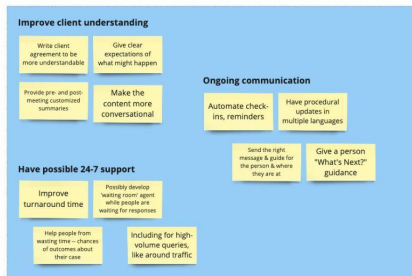 Improve client understanding
Write client
agreement to be
more understandable
Give clear
expectations of
what might happen
Provide pre- and post-
meeting customized
summaries
Make the
content more
conversational
Ongoing communication
Automate check-
ins, reminders
Have procedural
updates in
multiple languages
Send the right
message & guide for
the person & where
they are at
Give a person
"What's Next?"
guidance
Have possible 24-7 support
Improve
turnaround time
Possibly develop
'waiting room' agent
while people are
waiting for responses
Help people from
wasting time -- chances
of outcomes about
their case
Including for high-
volume queries,
like around traffic